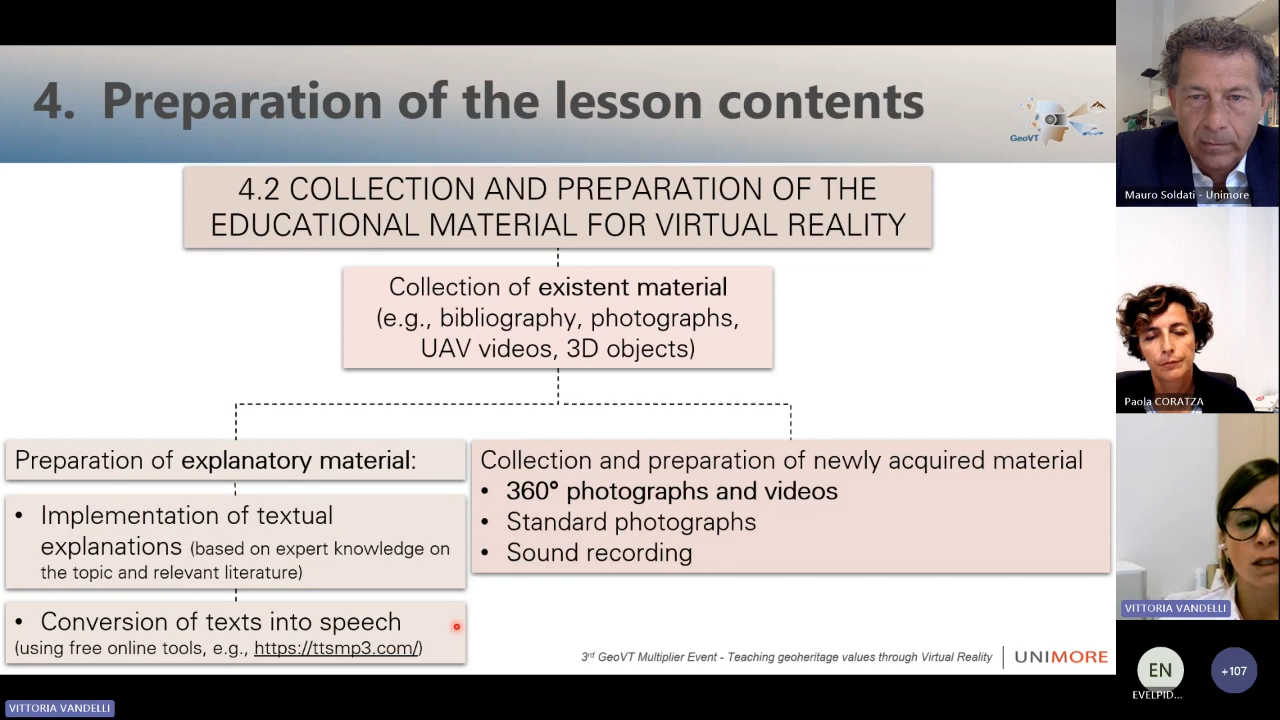 4. Preparation of the lesson contents
GeoVT
4.2 COLLECTION AND PREPARATION OF THE
EDUCATIONAL MATERIAL FOR VIRTUAL REALITY
Collection of existent material
(e.g., bibliography, photographs,
UAV videos, 3D objects)
Preparation of explanatory material:
• Implementation of textual
explanations (based on expert knowledge on
the topic and relevant literature)
• Conversion of texts into speech
(using free online tools, e.g., https://ttsmp3.com/)
Collection and preparation of newly acquired material
• 360° photographs and videos
• Standard photographs
• Sound recording
3rd GeoVT Multiplier Event - Teaching geoheritage values through Virtual Reality
UNIMORE
Mauro Soldati - Unimore
Paola CORATZA
VITTORIA VANDELLI
EN
EVELPID...
+107
VITTORIA VANDELLI